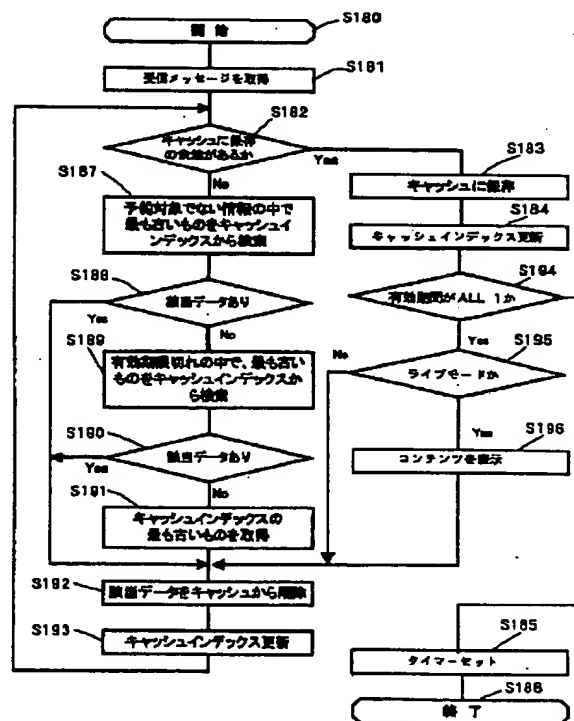 S180
開始
S181
受信メッセージを取得
S182
キャッシュに保存
の余地があるか
Yes
No
S187
予約対象でない情報の中で
最も古いものをキャッシュイ
ンデックスから検索
S188
該当データあり
Yes
No
S189
有効期限切れの中で、最も古い
ものをキャッシュインデックスか
ら検索
S190
該当データあり
Yes
No
S191
キャッシュインデックスの
最も古いものを取得
S192
該当データをキャッシュから削除
S193
キャッシュインデックス更新
S183
キャッシュに保存
S184
キャッシュインデックス更新
S194
有効期間がALL 1か
Yes
S195
No
ライブモードか
Yes
S196
コンテンツを表示
S185
タイマーセット
S186
終了